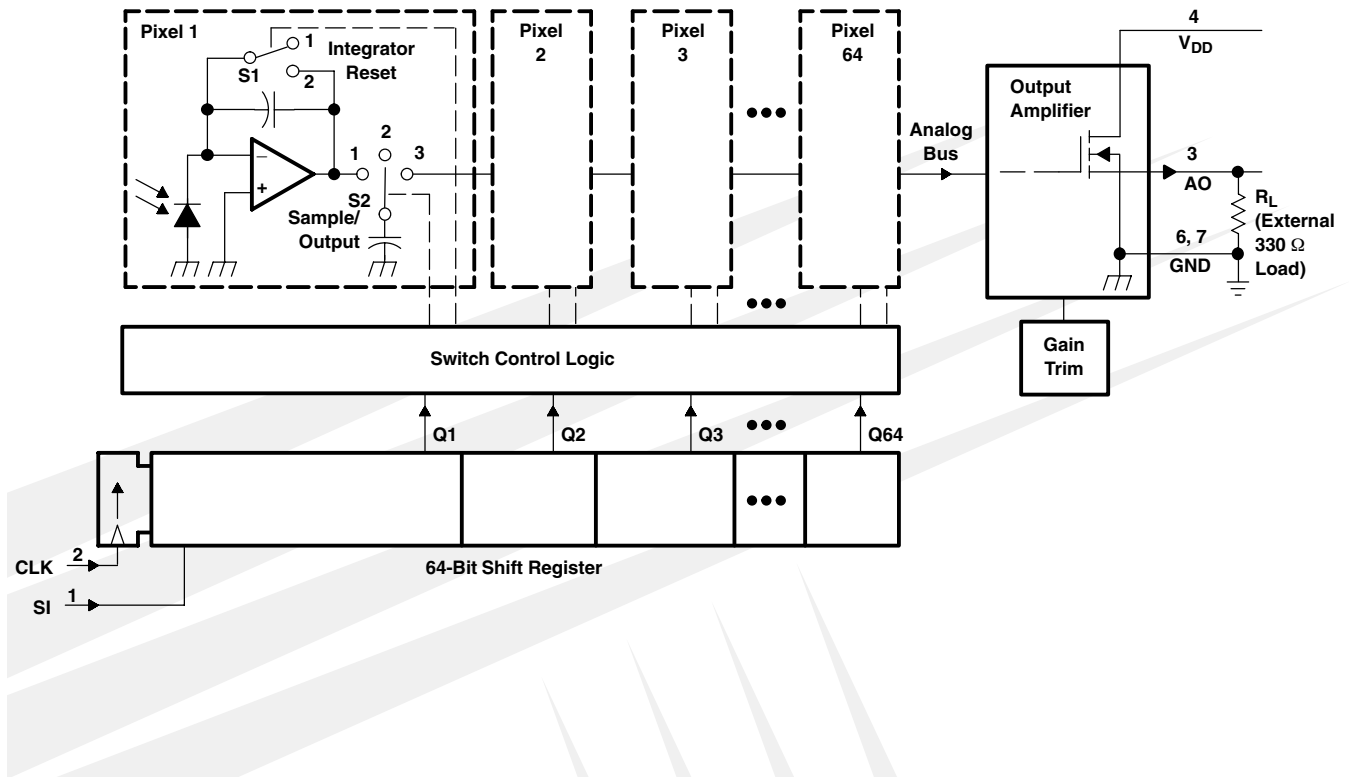 Pixel 1
1
Integrator
Reset
S1
2
−
+
1
2
3
S2
Sample/
Output
Pixel
2
Pixel
3
Pixel
64
Analog
Bus
Output
Amplifier
4
VDD
3
AO
RL
(External
330 Ω
Load)
6, 7
GND
Gain
Trim
Switch Control Logic
Q1
Q2
Q3
Q64
CLK
2
SI
1
64-Bit Shift Register